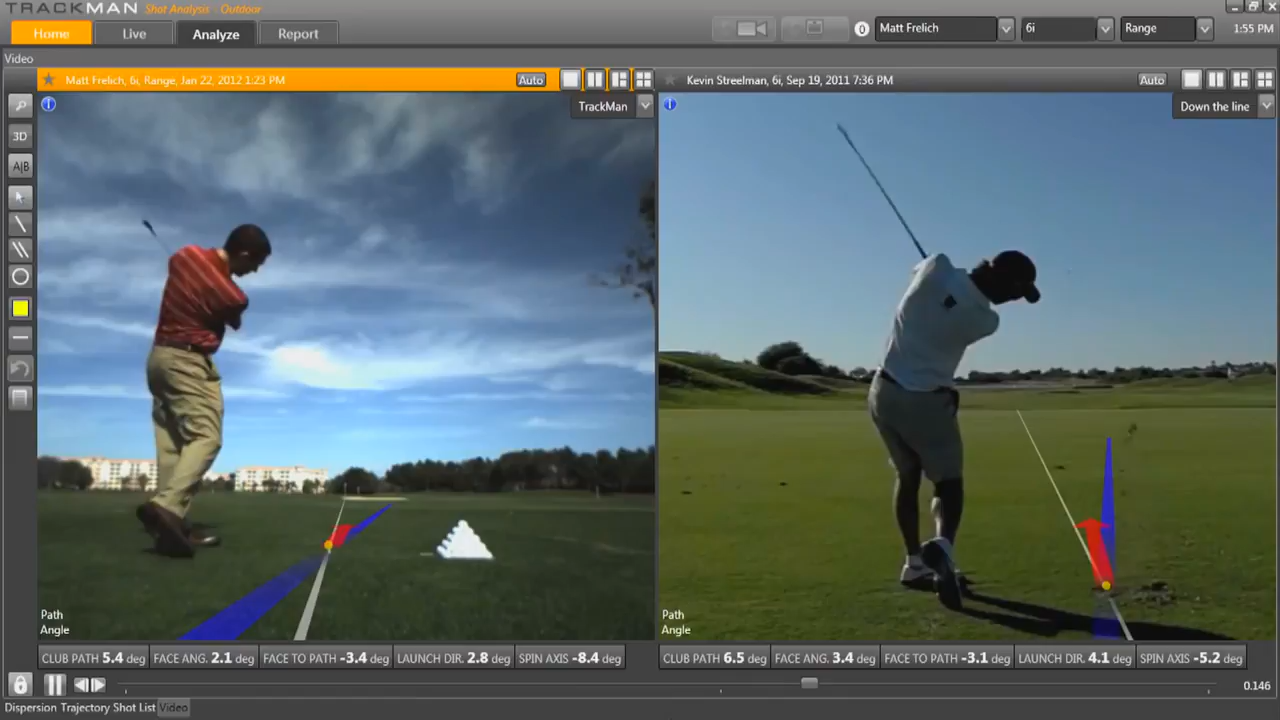 TRACKMAN Shot Analysis - Outdoor
Home Live Analyze Report 0 Matt Frelich 6i Range 1:55 PM
Video
Matt Frelich, 6i, Range, Jan 22, 2012 1:23 PM Auto
Kevin Streelman, 6i, Sep 19, 2011 7:36 PM Auto
TrackMan
Down the line
3D
A|B
Path
Angle
Path
Angle
CLUB PATH 5.4 deg FACE ANG. 2.1 deg FACE TO PATH -3.4 deg LAUNCH DIR. 2.8 deg SPIN AXIS -8.4 deg
CLUB PATH 6.5 deg FACE ANG. 3.4 deg FACE TO PATH -3.1 deg LAUNCH DIR. 4.1 deg SPIN AXIS -5.2 deg
0.146
Dispersion Trajectory Shot List Video